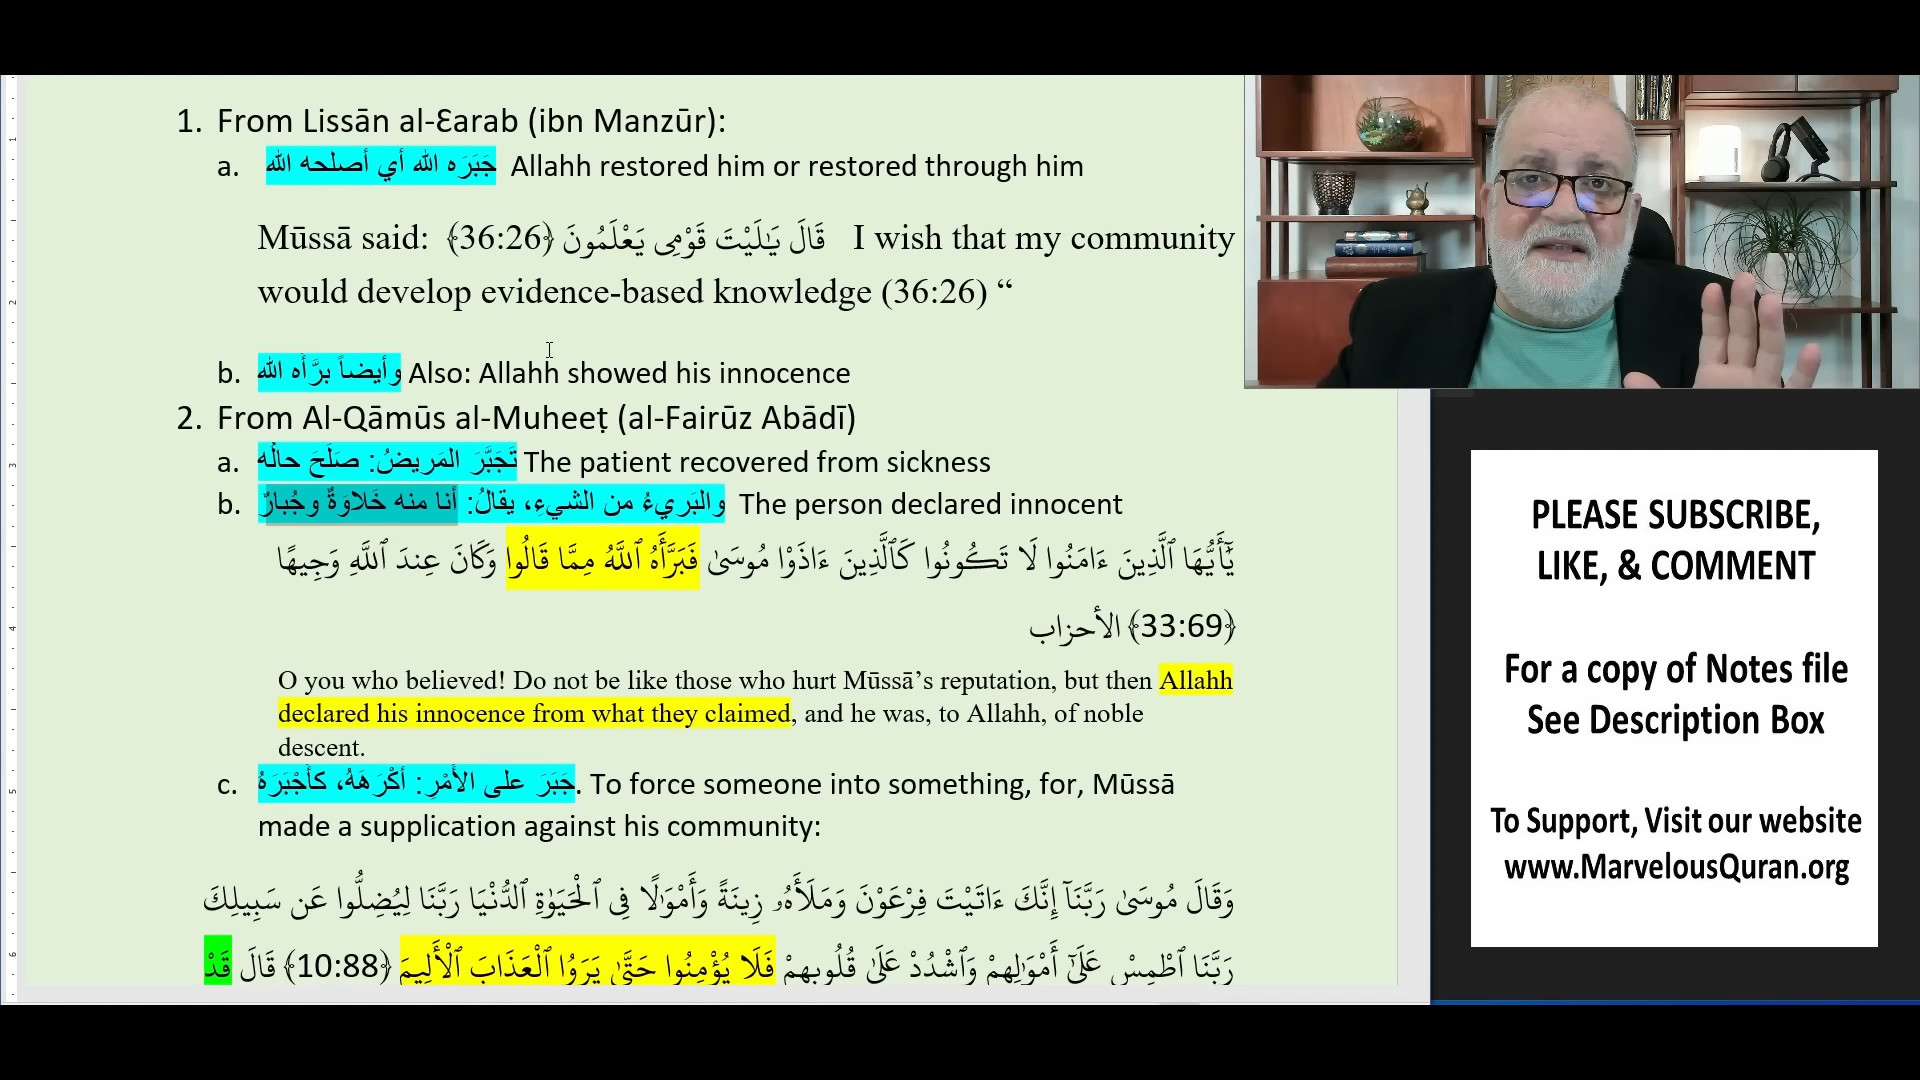 1. From Lissān al-Ɛarab (ibn Manzūr):
a. جَبَرَه الله أي أصلحه الله Allahh restored him or restored through him
Mūssā said: قَالَ يَـٰلَيْتَ قَوْمِى يَعْلَمُونَ ﴿36:26﴾ I wish that my community
would develop evidence-based knowledge (36:26) “
b. وأيضاً برَّأه الله Also: Allahh showed his innocence
2. From Al-Qāmūs al-Muheeṭ (al-Fairūz Abādī)
a. تَجَبَّرَ المَريضُ: صَلَحَ حالُه The patient recovered from sickness
b. والبَريءُ من الشيءِ، يقالُ: أنا منه خَلاوَةٌ وجُبارٌ The person declared innocent
يَـٰٓأَيُّهَا ٱلَّذِينَ ءَامَنُوا لَا تَكُونُوا كَٱلَّذِينَ ءَاذَوْا مُوسَىٰ فَبَرَّأَهُ ٱللَّهُ مِمَّا قَالُوا وَكَانَ عِندَ ٱللَّهِ وَجِيهًا
﴿33:69﴾ الأحزاب
O you who believed! Do not be like those who hurt Mūssā’s reputation, but then Allahh
declared his innocence from what they claimed, and he was, to Allahh, of noble
descent.
c. جَبَرَ على الأَمْرِ: أكْرَهَهُ، كأَجْبَرَهُ. To force someone into something, for, Mūssā
made a supplication against his community:
وَقَالَ مُوسَىٰ رَبَّنَآ إِنَّكَ ءَاتَيْتَ فِرْعَوْنَ وَمَلَأَهُۥ زِينَةً وَأَمْوَٰلًا فِى ٱلْحَيَوٰةِ ٱلدُّنْيَا رَبَّنَا لِيُضِلُّوا عَن سَبِيلِكَ
رَبَّنَا ٱطْمِسْ عَلَىٰٓ أَمْوَٰلِهِمْ وَٱشْدُدْ عَلَىٰ قُلُوبِهِمْ فَلَا يُؤْمِنُوا حَتَّىٰ يَرَوُا ٱلْعَذَابَ ٱلْأَلِيمَ ﴿10:88﴾ قَالَ قَدْ
PLEASE SUBSCRIBE,
LIKE, & COMMENT
For a copy of Notes file
See Description Box
To Support, Visit our website
www.MarvelousQuran.org